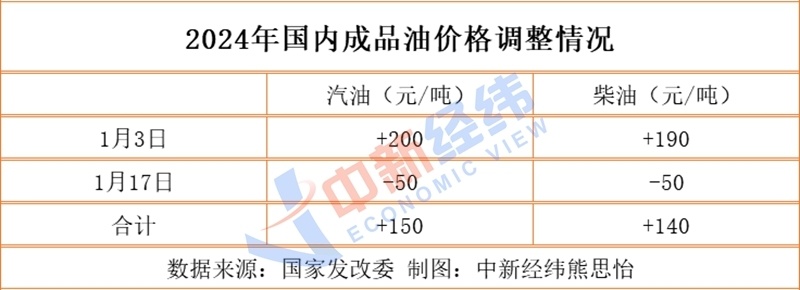 2024年国内成品油价格调整情况
汽油（元/吨） 柴油（元/吨）
1月3日 +200 +190
1月17日 -50 -50
合计 +150 +140
数据来源：国家发改委 制图：中新经纬熊思怡
中新经纬
ECONOMIC VIEW